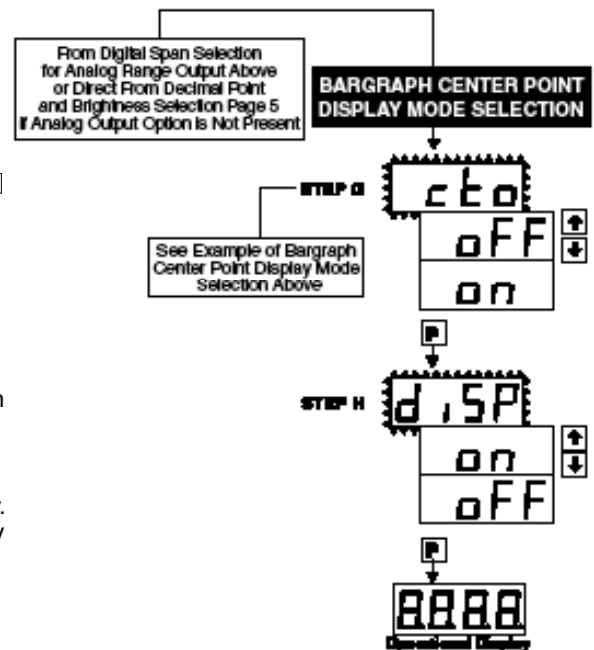 From Digital Span Selection
for Analog Range Output Above
or Direct From Decimal Point
and Brightness Selection Page 5
if Analog Output Option Is Not Present
BARGRAPH CENTER POINT
DISPLAY MODE SELECTION
]
STEP G
cto
oFF
on
See Example of Bargraph
Center Point Display Mode
Selection Above
P
n
STEP H
diSP
on
oFF
.
y
P
8888
Operational Display